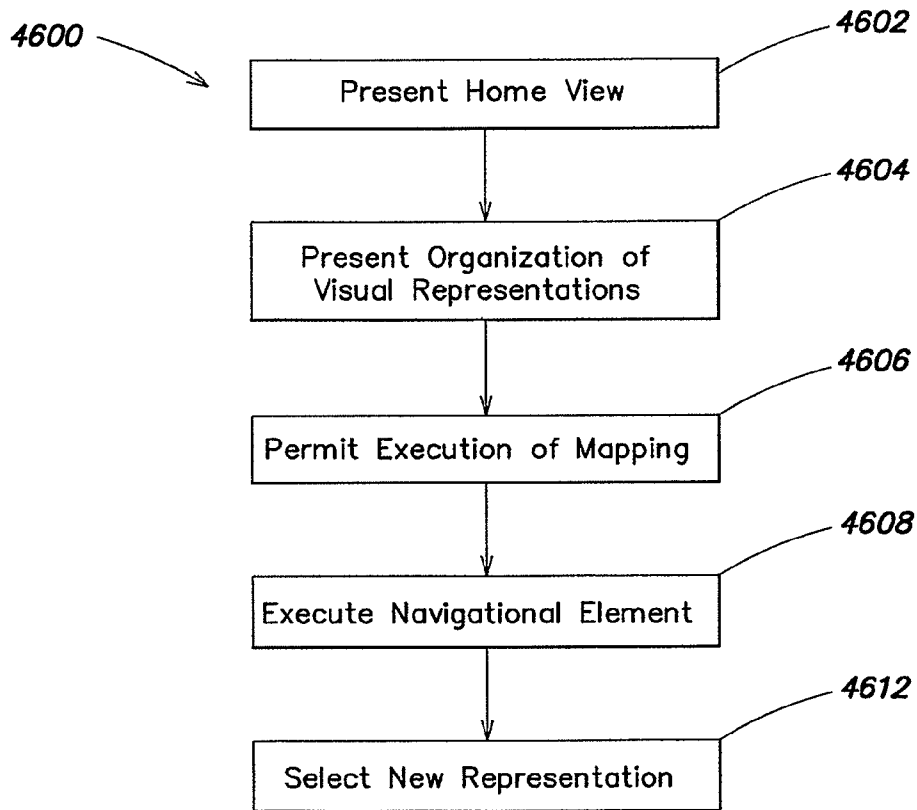 4600
4602
Present Home View
4604
Present Organization of
Visual Representations
4606
Permit Execution of Mapping
4608
Execute Navigational Element
4612
Select New Representation